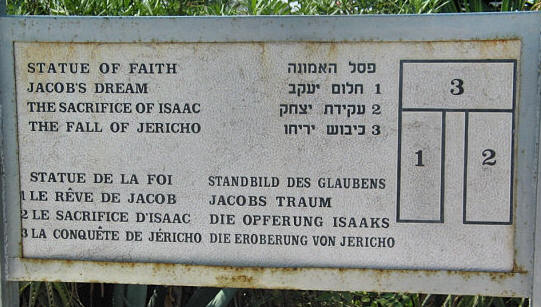 STATUE OF FAITH
JACOB'S DREAM
THE SACRIFICE OF ISAAC
THE FALL OF JERICHO
פסל האמונה
1 חלום יעקב
2 עקידת יצחק
3 כיבוש יריחו
3
1
2
STATUE DE LA FOI
1 LE RÊVE DE JACOB
2 LE SACRIFICE D'ISAAC
3 LA CONQUÊTE DE JÉRICHO
STANDBILD DES GLAUBENS
JACOBS TRAUM
DIE OPFERUNG ISAAKS
DIE EROBERUNG VON JERICHO